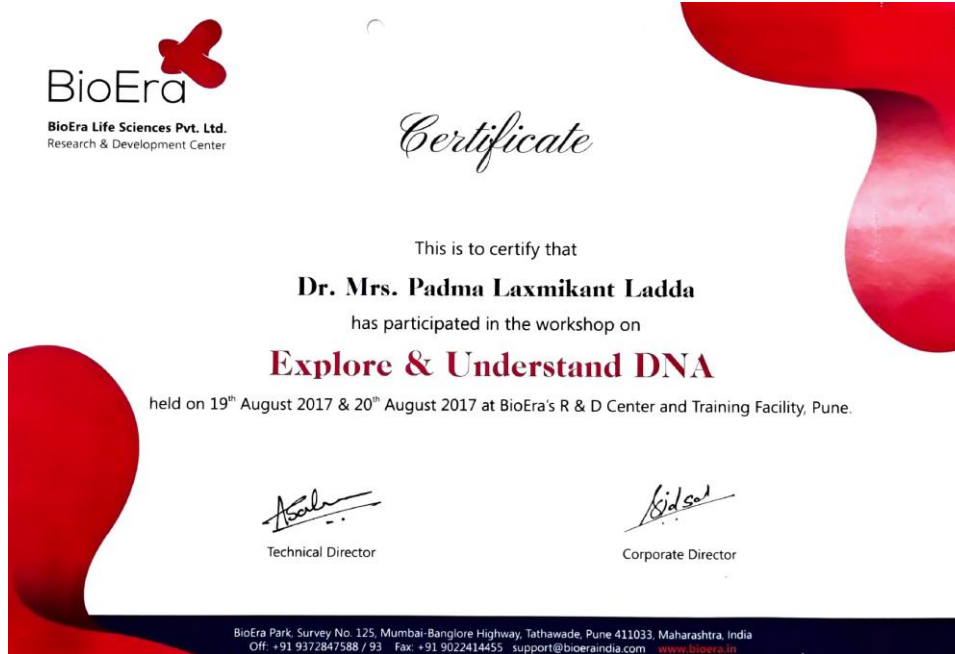 BioEra
BioEra Life Sciences Pvt. Ltd.
Research & Development Center
Certificate
This is to certify that
Dr. Mrs. Padma Laxmikant Ladda
has participated in the workshop on
Explore & Understand DNA
held on 19th August 2017 & 20th August 2017 at BioEra's R & D Center and Training Facility, Pune.
Technical Director
Corporate Director
BioEra Park, Survey No. 125, Mumbai-Banglore Highway, Tathawade, Pune 411033, Maharashtra, India
Off: +91 9372847588 / 93 Fax: +91 9022414455 support@bioeraindia.com www.bioera.in